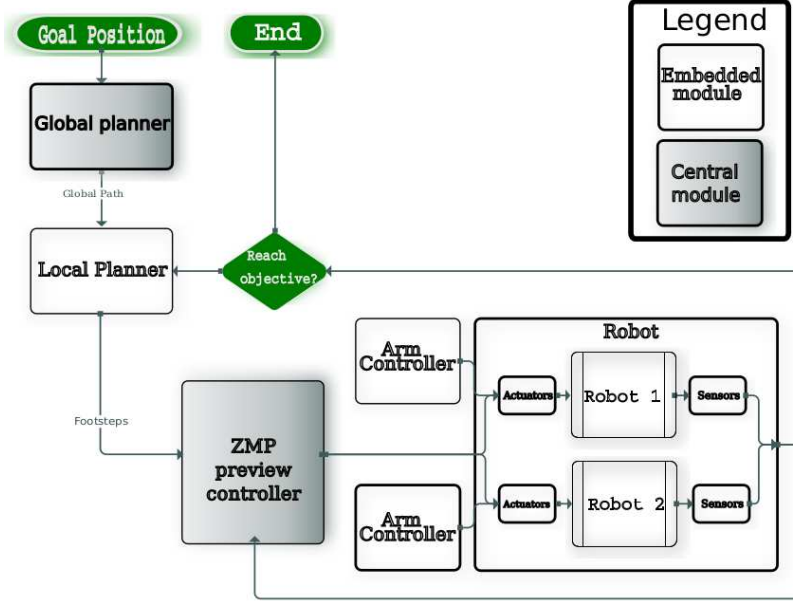 Goal Position
End
Legend
Embedded
module
Central
module
Global planner
Global Path
Local Planner
Reach
objective?
Footsteps
ZMP
preview
controller
Arm
Controller
Arm
Controller
Robot
Actuators
Robot 1
Sensors
Actuators
Robot 2
Sensors